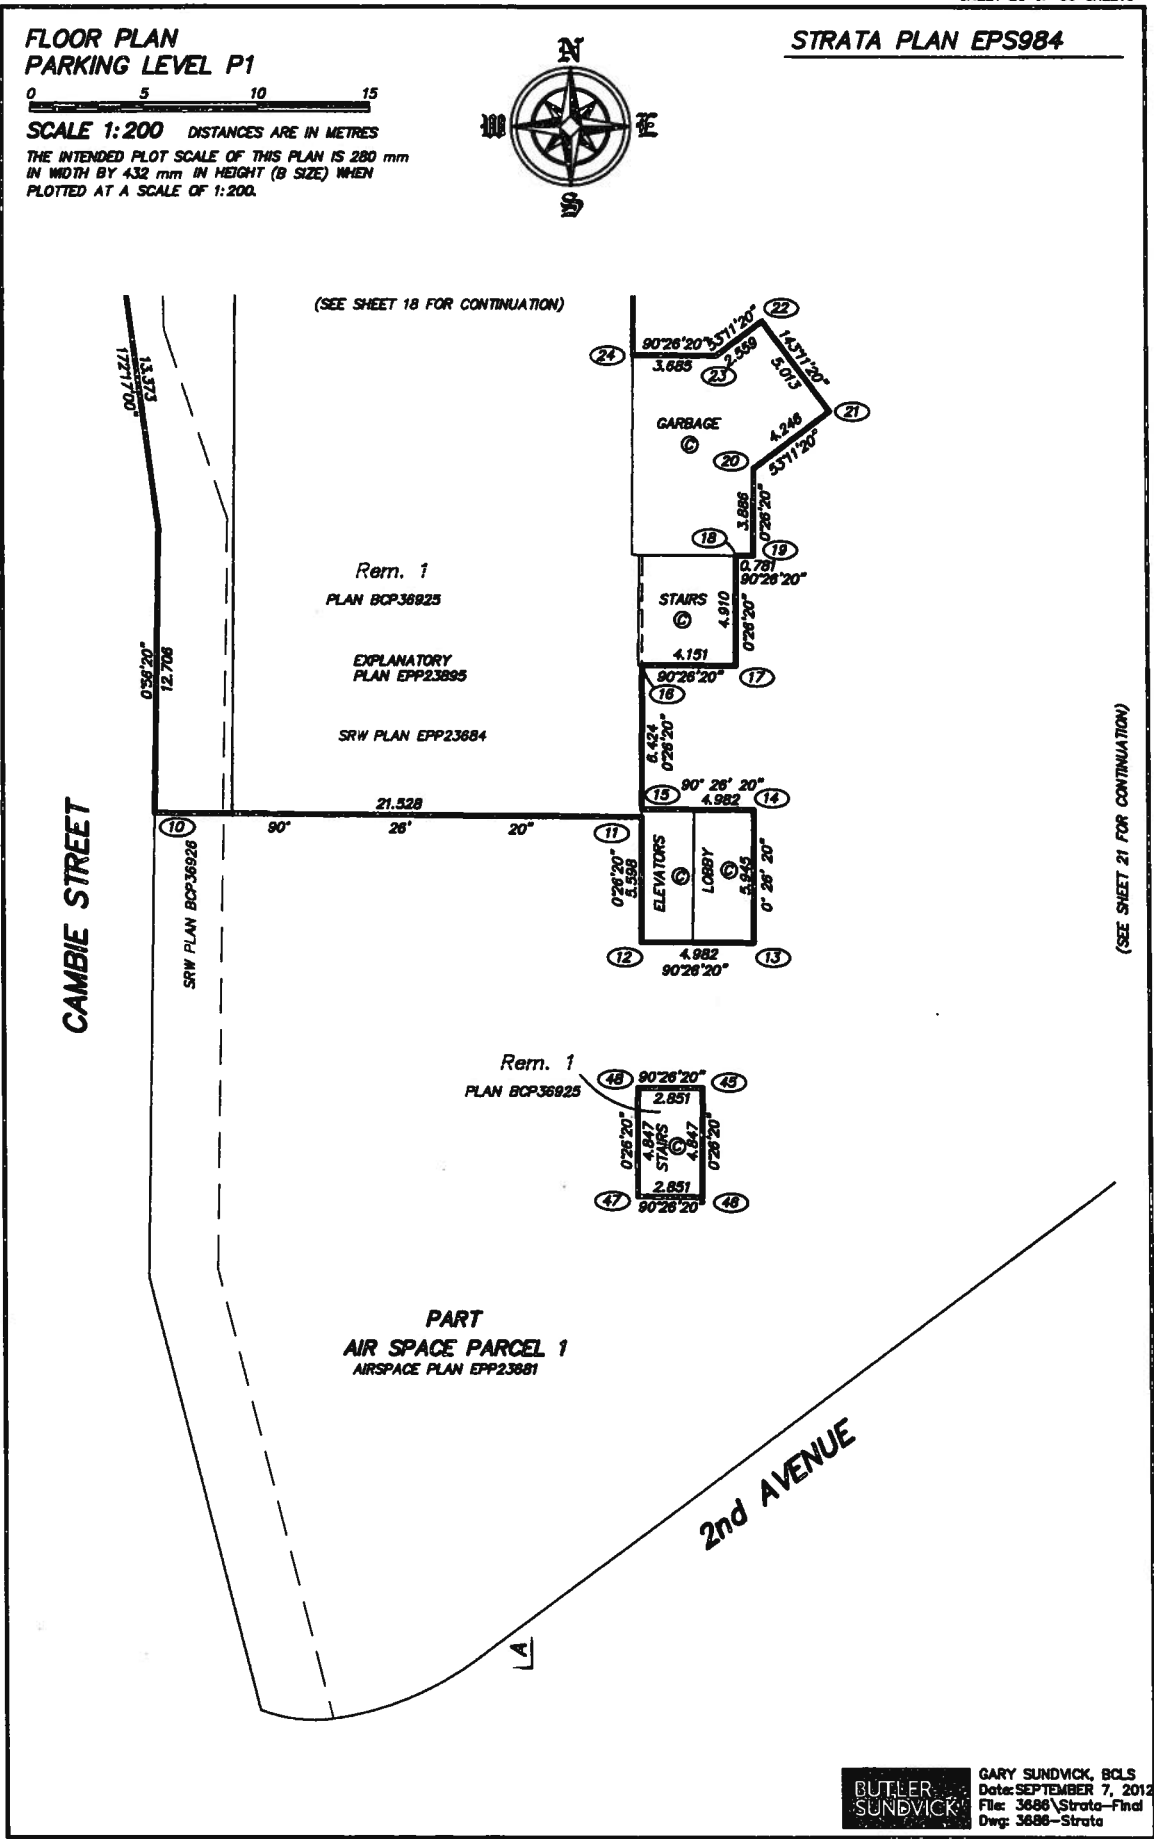 FLOOR PLAN
PARKING LEVEL P1
0 5 10 15
SCALE 1:200 DISTANCES ARE IN METRES
THE INTENDED PLOT SCALE OF THIS PLAN IS 280 mm
IN WIDTH BY 432 mm IN HEIGHT (B SIZE) WHEN
PLOTTED AT A SCALE OF 1:200.
N
W E
S
STRATA PLAN EPS984
(SEE SHEET 18 FOR CONTINUATION)
13.373
172°17'00"
24
90°26'20"
3.685
23
53°11'20"
2.559
22
143°11'20"
5.013
21
4.246
53°11'20"
GARBAGE
C
20
3.886
0°26'20"
18
19
0.781
90°26'20"
STAIRS
C
4.910
0°26'20"
4.151
90°26'20"
17
16
Rem. 1
PLAN BCP36925
EXPLANATORY
PLAN EPP23895
SRW PLAN EPP23684
0°56'20"
12.706
6.424
0°26'20"
15
90° 26' 20"
4.982
14
21.528
10
90° 26' 20"
11
0°26'20"
5.598
ELEVATORS
C
LOBBY
C
5.945
0° 26' 20"
12
4.982
90°26'20"
13
SRW PLAN BCP36926
CAMBIE STREET
(SEE SHEET 21 FOR CONTINUATION)
Rem. 1
PLAN BCP36925
48
90°26'20"
45
2.851
0°26'20"
4.847
STAIRS
C
4.847
0°26'20"
2.851
47
90°26'20"
46
PART
AIR SPACE PARCEL 1
AIRSPACE PLAN EPP23681
2nd AVENUE
A
BUTLER
SUNDVICK
GARY SUNDVICK, BCLS
Date: SEPTEMBER 7, 2012
File: 3686\Strata-Final
Dwg: 3686-Strata